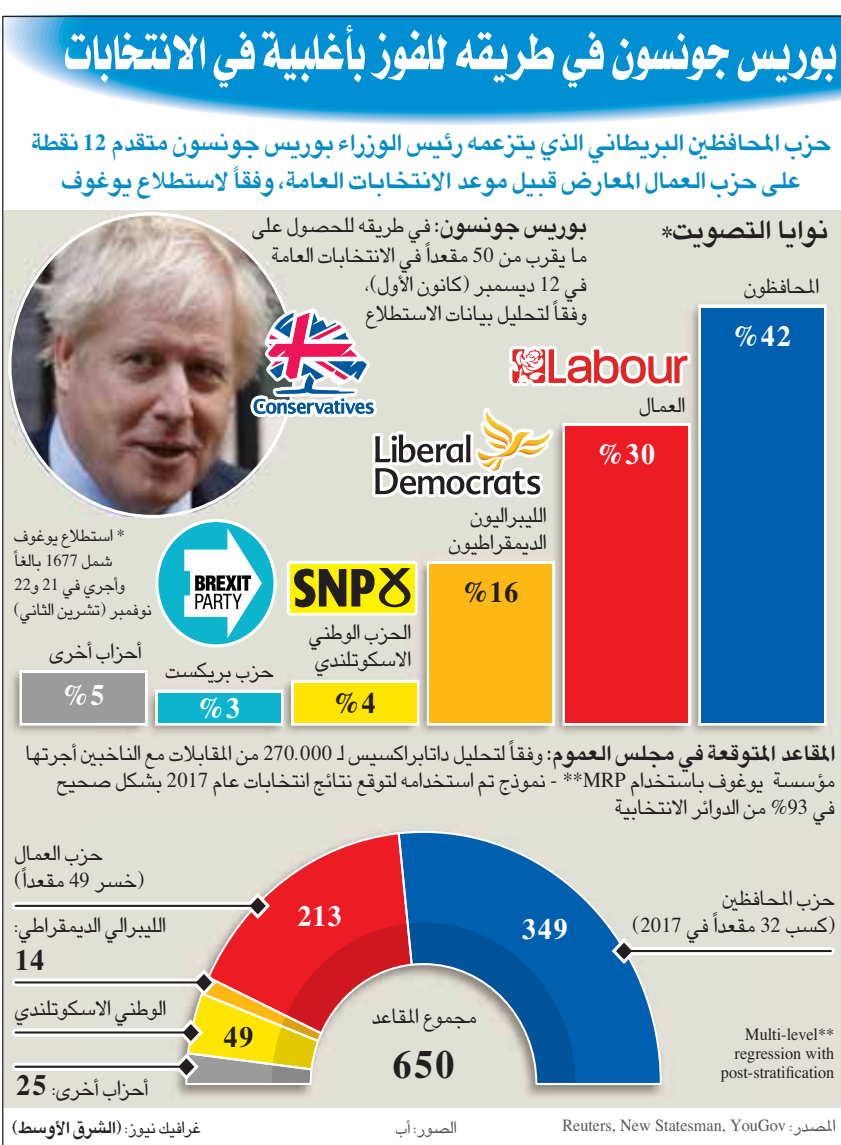 بوريس جونسون في طريقه للفوز بأغلبية في الانتخابات
حزب المحافظين البريطاني الذي يتزعمه رئيس الوزراء بوريس جونسون متقدم 12 نقطة
على حزب العمال المعارض قبيل موعد الانتخابات العامة، وفقاً لاستطلاع يوغوف
نوايا التصويت*
بوريس جونسون: في طريقه للحصول على
ما يقرب من 50 مقعداً في الانتخابات العامة
في 12 ديسمبر (كانون الأول)،
وفقاً لتحليل بيانات الاستطلاع
المحافظون
%42
Conservatives
Labour
العمال
%30
Liberal
Democrats
الليبراليون
الديمقراطيون
%16
SNP
الحزب الوطني
الاسكوتلندي
%4
BREXIT
PARTY
حزب بريكست
%3
* استطلاع يوغوف
شمل 1677 بالغاً
وأجري في 21 و22
نوفمبر (تشرين الثاني)
أحزاب أخرى
%5
المقاعد المتوقعة في مجلس العموم: وفقاً لتحليل داتابراكسيس لـ 270.000 من المقابلات مع الناخبين أجرتها
مؤسسة يوغوف باستخدام MRP** - نموذج تم استخدامه لتوقع نتائج انتخابات عام 2017 بشكل صحيح
في 93% من الدوائر الانتخابية
حزب المحافظين
(كسب 32 مقعداً في 2017)
349
حزب العمال
(خسر 49 مقعداً)
213
الليبرالي الديمقراطي:
14
الوطني الاسكوتلندي
49
أحزاب أخرى: 25
مجموع المقاعد
650
Multi-level**
regression with
post-stratification
المصدر: Reuters, New Statesman, YouGov
الصور: أب
غرافيك نيوز: (الشرق الأوسط)